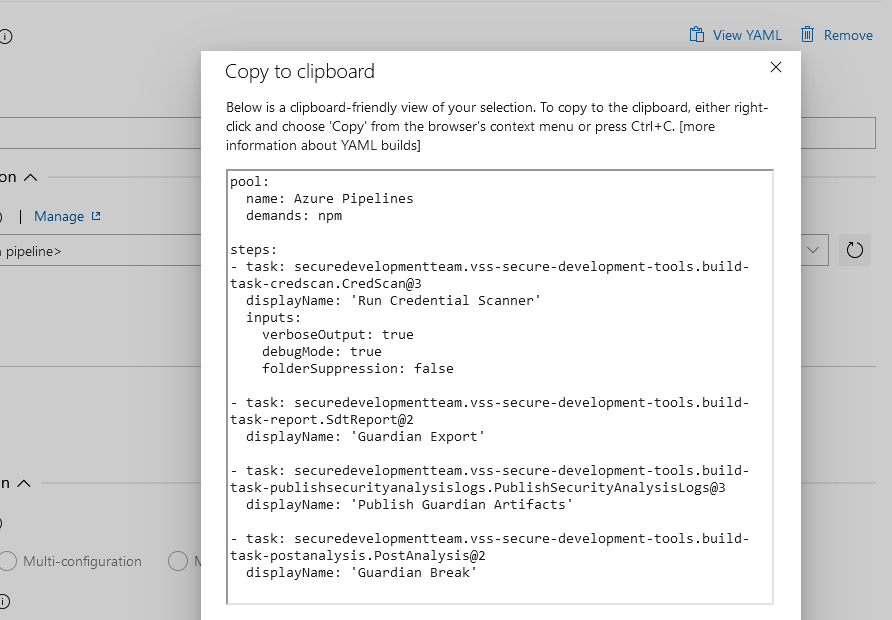 View YAML Remove
Copy to clipboard
Below is a clipboard-friendly view of your selection. To copy to the clipboard, either right-
click and choose 'Copy' from the browser's context menu or press Ctrl+C. [more
information about YAML builds]
on
) | Manage
pipeline>
pool:
  name: Azure Pipelines
  demands: npm
steps:
- task: securedevelopmentteam.vss-secure-development-tools.build-
task-credscan.CredScan@3
  displayName: 'Run Credential Scanner'
  inputs:
    verboseOutput: true
    debugMode: true
    folderSuppression: false
- task: securedevelopmentteam.vss-secure-development-tools.build-
task-report.SdtReport@2
  displayName: 'Guardian Export'
- task: securedevelopmentteam.vss-secure-development-tools.build-
task-publishsecurityanalysislogs.PublishSecurityAnalysisLogs@3
  displayName: 'Publish Guardian Artifacts'
- task: securedevelopmentteam.vss-secure-development-tools.build-
task-postanalysis.PostAnalysis@2
  displayName: 'Guardian Break'
n
)
Multi-configuration M